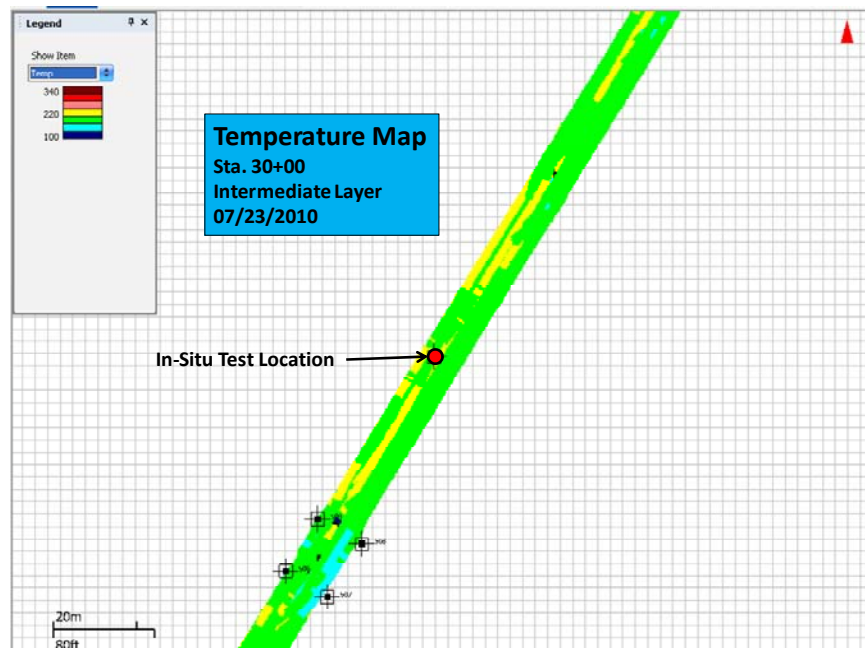 Legend
Show Item
Temp
340
220
100
Temperature Map
Sta. 30+00
Intermediate Layer
07/23/2010
In-Situ Test Location
20m
80ft